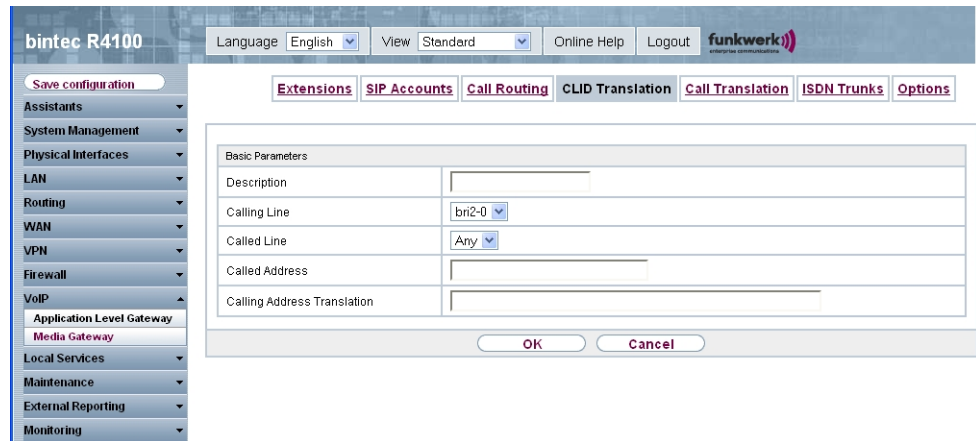 bintec R4100
Language English View Standard Online Help Logout funkwerk
enterprise communications
Save configuration
Assistants
System Management
Physical Interfaces
LAN
Routing
WAN
VPN
Firewall
VoIP
Application Level Gateway
Media Gateway
Local Services
Maintenance
External Reporting
Monitoring
Extensions SIP Accounts Call Routing CLID Translation Call Translation ISDN Trunks Options
Basic Parameters
Description
Calling Line bri2-0
Called Line Any
Called Address
Calling Address Translation
OK Cancel